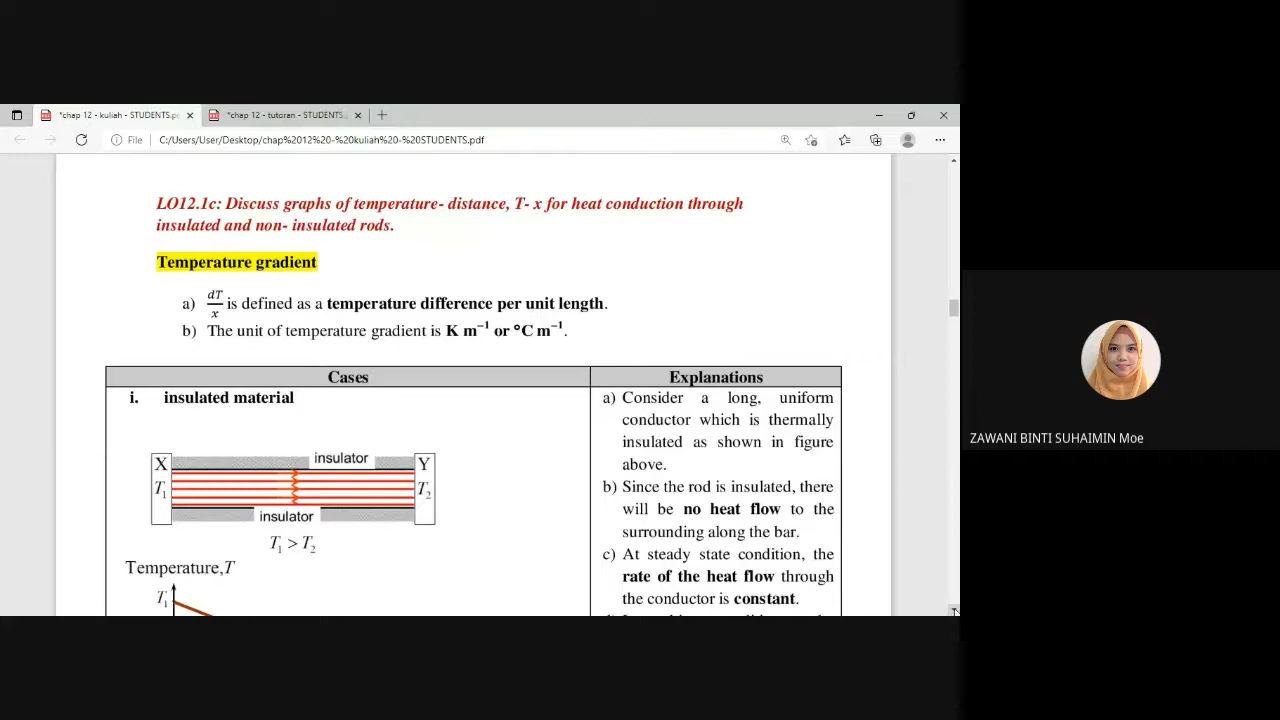 *chap 12 - kuliah - STUDENTS.p
*chap 12 - tutoran - STUDENTS.
File
C:/Users/User/Desktop/chap%2012%20-%20kuliah%20-%20STUDENTS.pdf
LO12.1c: Discuss graphs of temperature- distance, T- x for heat conduction through
insulated and non- insulated rods.
Temperature gradient
a) dT/x is defined as a temperature difference per unit length.
b) The unit of temperature gradient is K m⁻¹ or °C m⁻¹.
Cases
i. insulated material
X
insulator
Y
T₁
T₂
insulator
T₁ > T₂
Temperature,T
T₁
Explanations
a) Consider a long, uniform
conductor which is thermally
insulated as shown in figure
above.
b) Since the rod is insulated, there
will be no heat flow to the
surrounding along the bar.
c) At steady state condition, the
rate of the heat flow through
the conductor is constant.
ZAWANI BINTI SUHAIMIN Moe